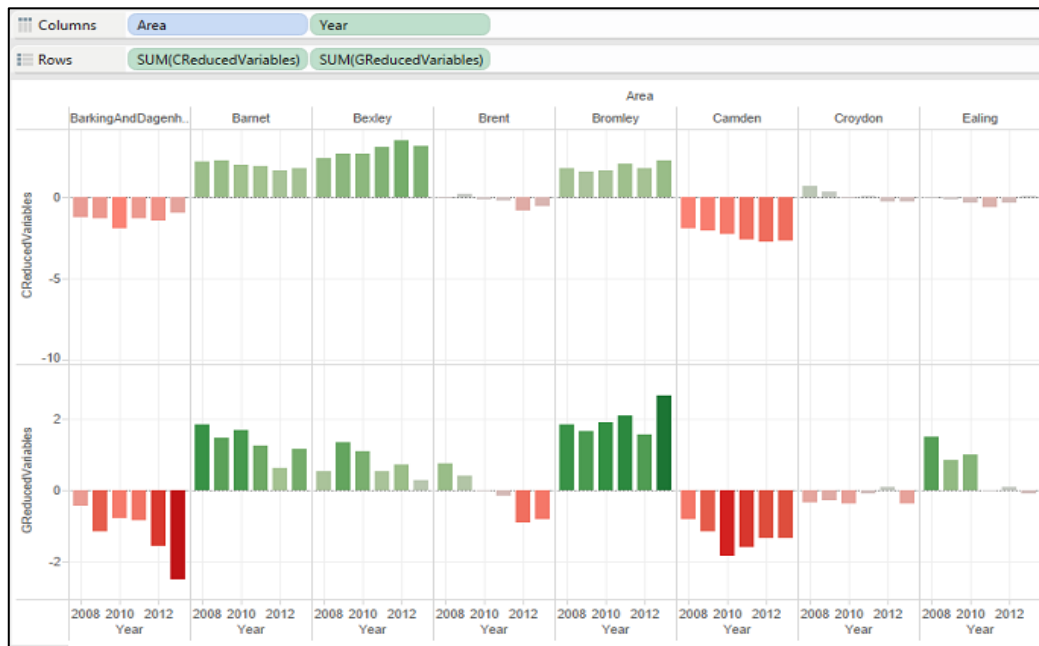 Columns Area Year
Rows SUM(CReducedVariables) SUM(GReducedVariables)
Area
BarkingAndDagenh.. Barnet Bexley Brent Bromley Camden Croydon Ealing
CReducedVariables
0
-5
-10
GReducedVariables
2
0
-2
2008 2010 2012 2008 2010 2012 2008 2010 2012 2008 2010 2012 2008 2010 2012 2008 2010 2012 2008 2010 2012 2008 2010 2012
Year Year Year Year Year Year Year Year